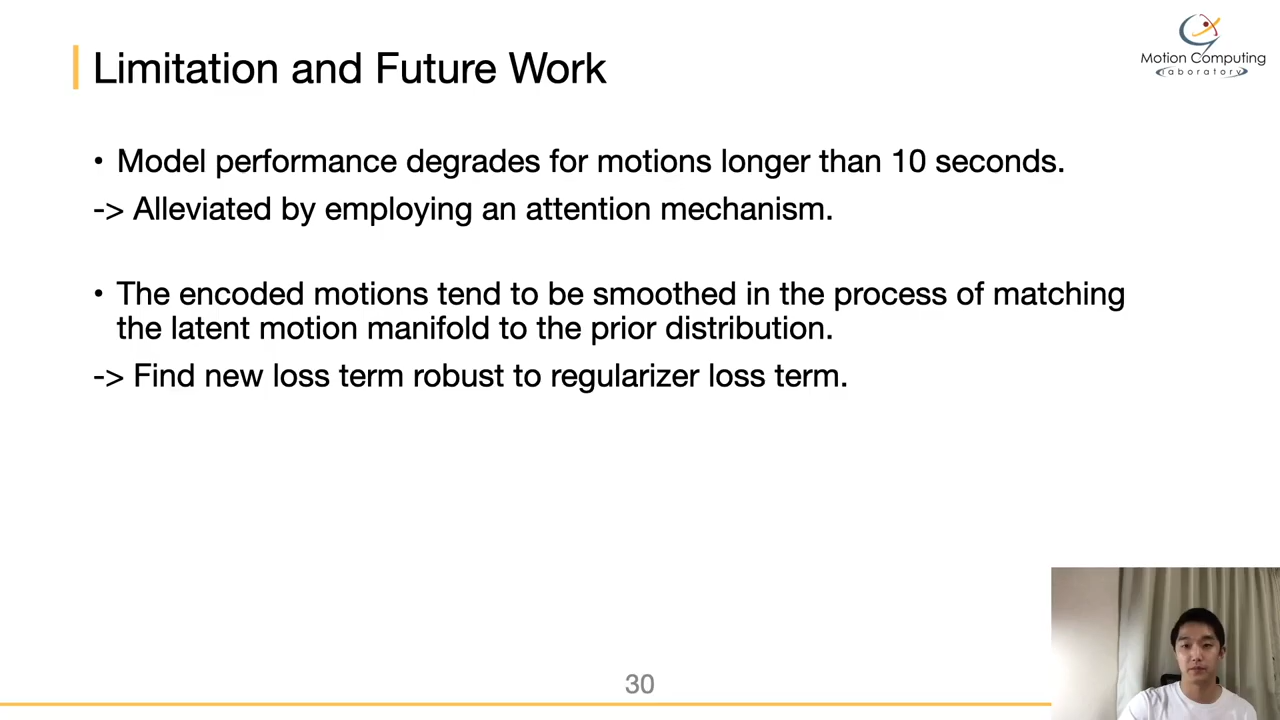 Motion Computing
laboratory
Limitation and Future Work
• Model performance degrades for motions longer than 10 seconds.
-> Alleviated by employing an attention mechanism.
• The encoded motions tend to be smoothed in the process of matching
the latent motion manifold to the prior distribution.
-> Find new loss term robust to regularizer loss term.
30